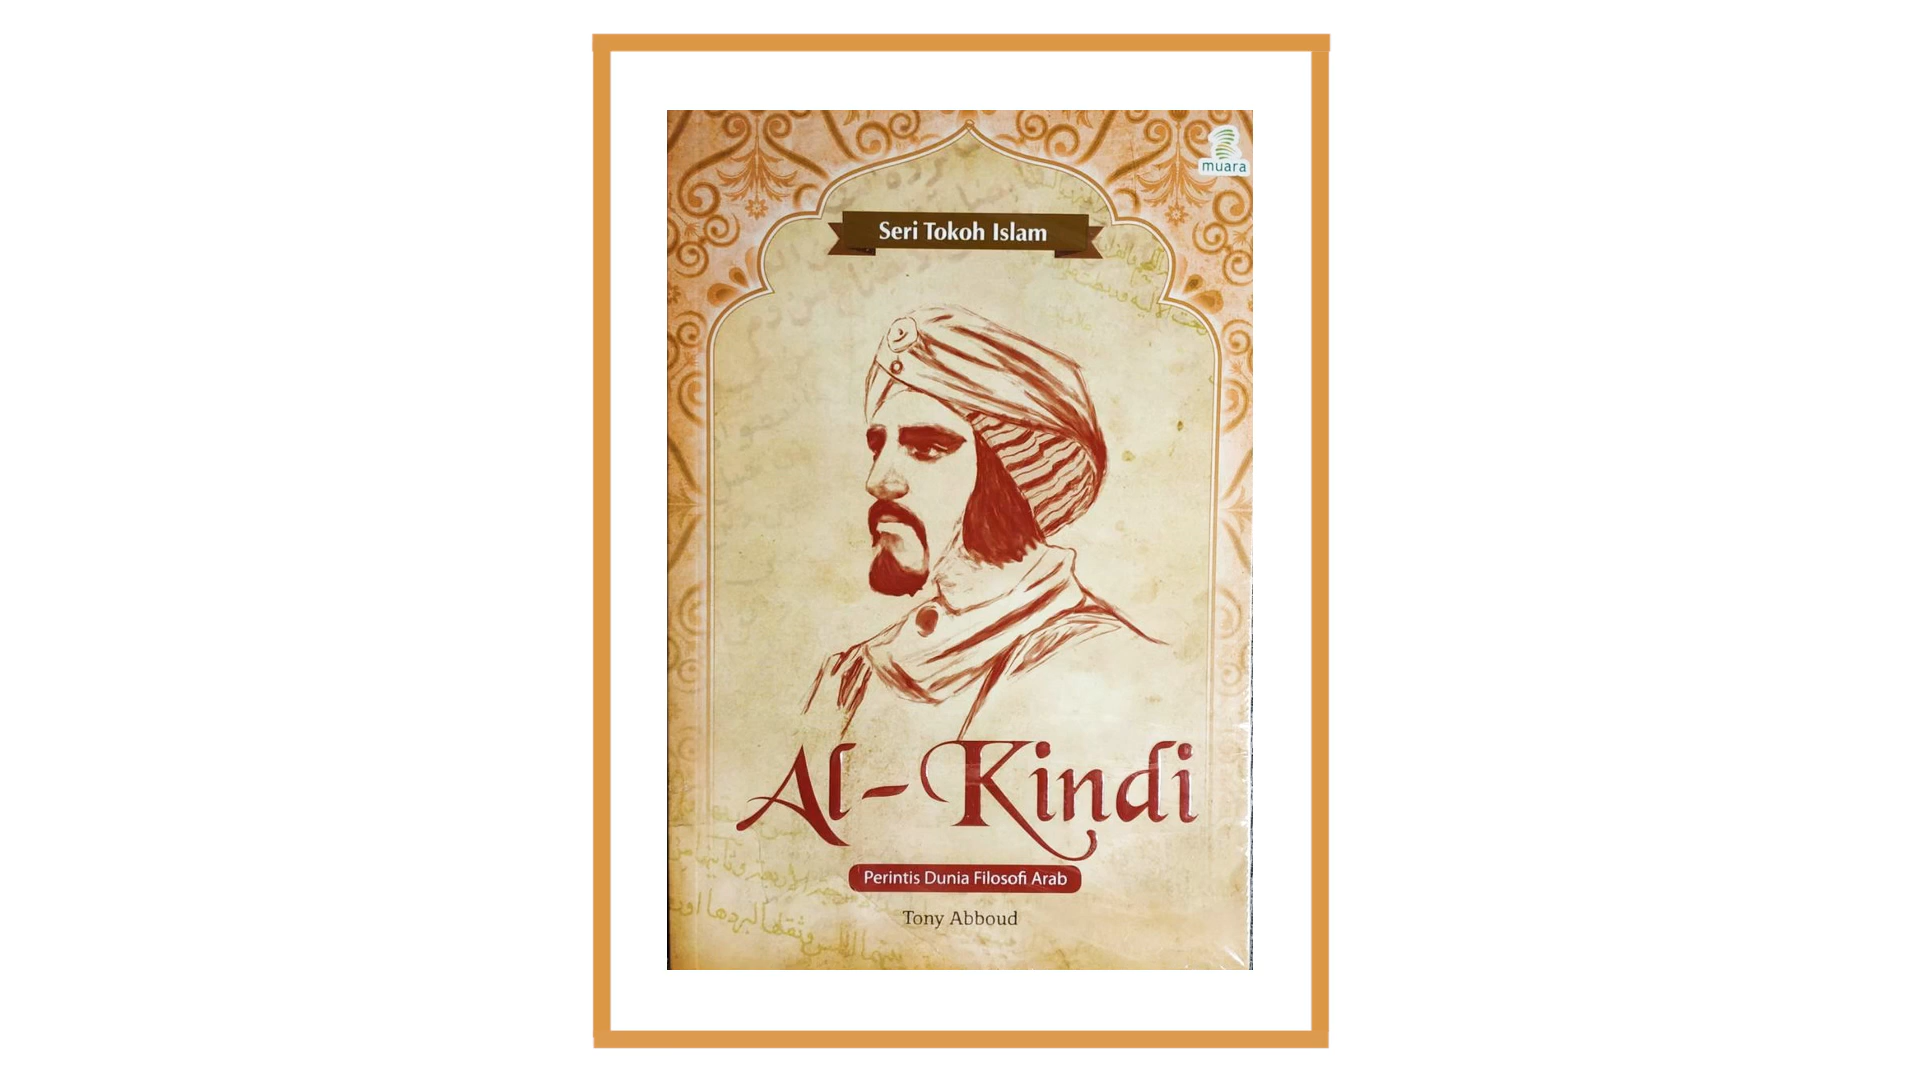 muara
Seri Tokoh Islam
Al-Kindi
Perintis Dunia Filosofi Arab
Tony Abboud